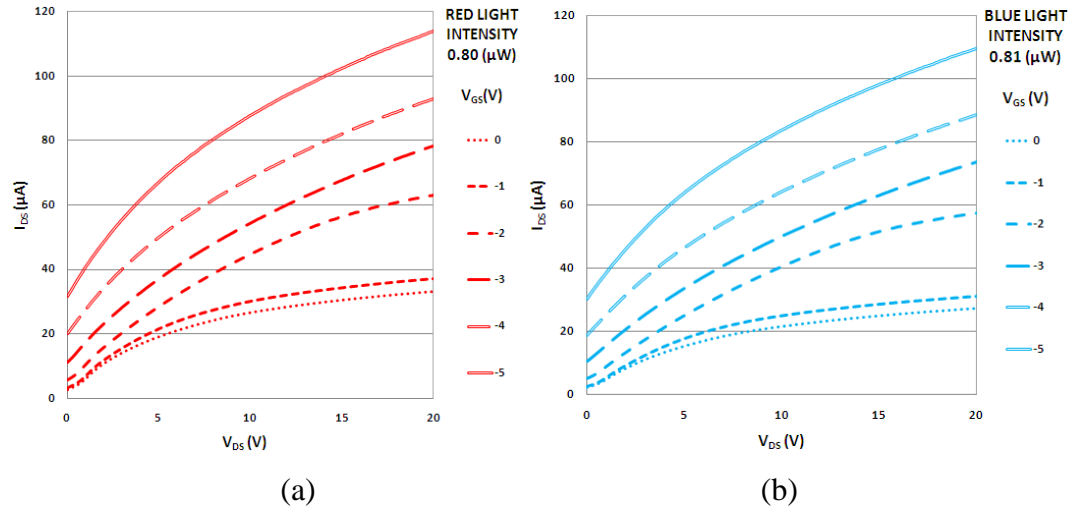 120
100
80
60
40
20
0
I_DS (µA)
0 5 10 15 20
V_DS (V)
RED LIGHT
INTENSITY
0.80 (µW)
V_GS(V)
0
-1
-2
-3
-4
-5
(a)
120
100
80
60
40
20
0
I_DS (µA)
0 5 10 15 20
V_DS (V)
BLUE LIGHT
INTENSITY
0.81 (µW)
V_GS (V)
0
-1
-2
-3
-4
-5
(b)